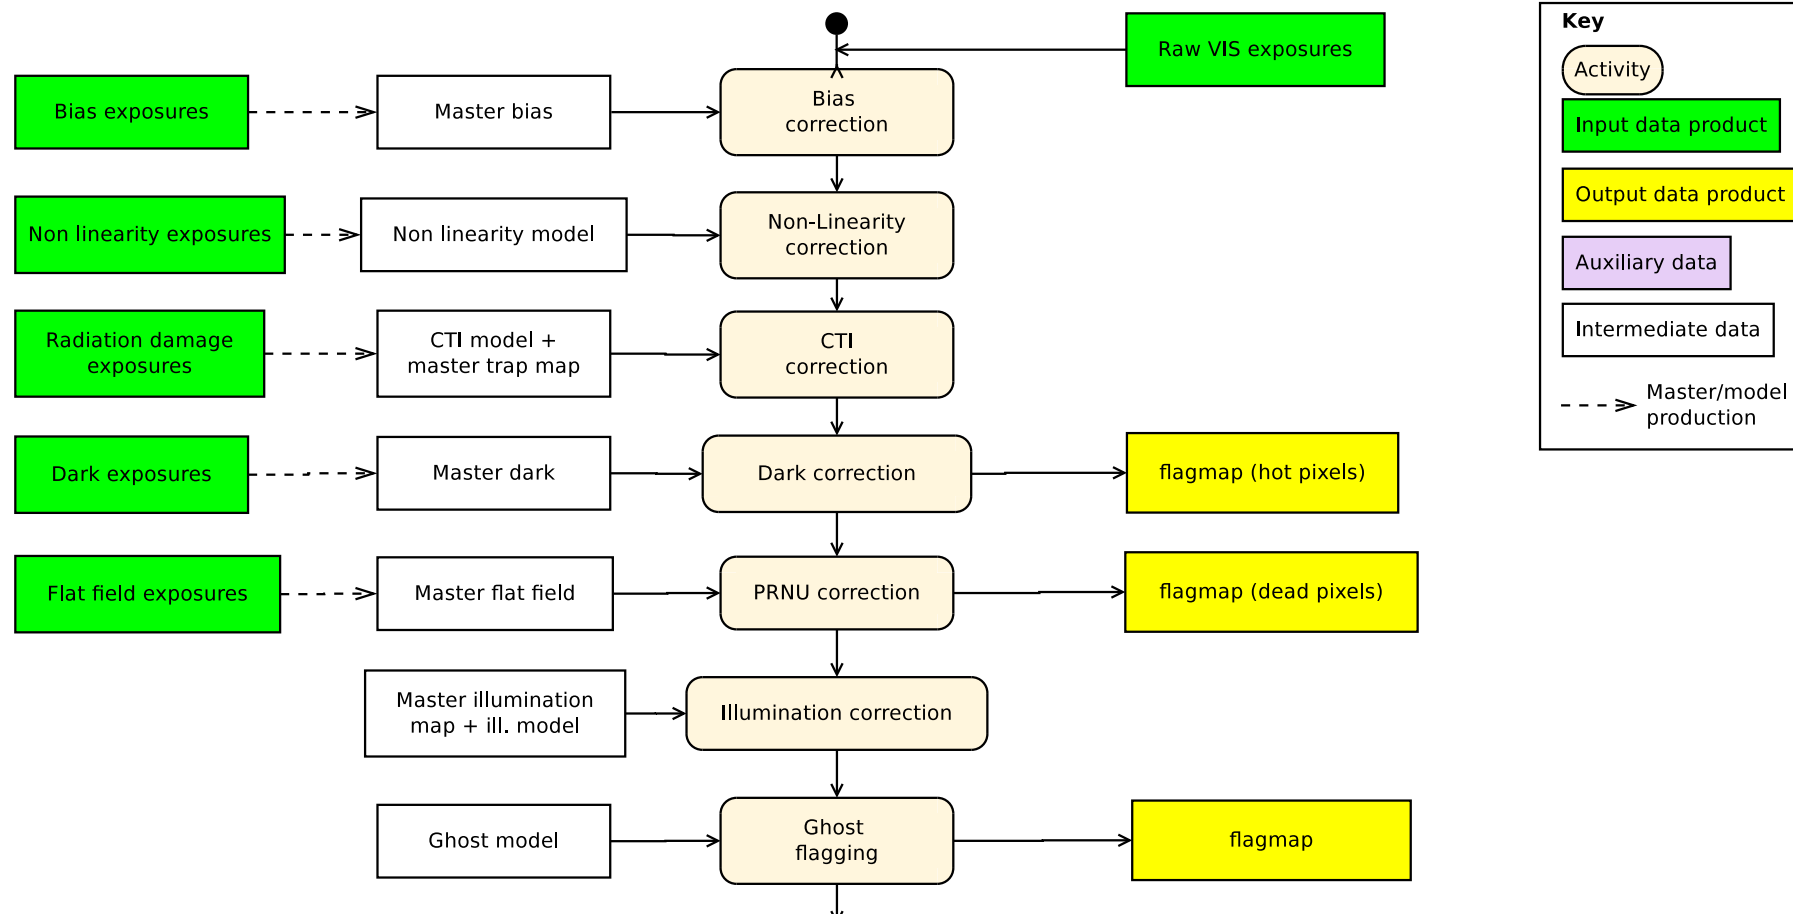 Raw VIS exposures
Bias exposures
Master bias
Bias
correction
Non linearity exposures
Non linearity model
Non-Linearity
correction
Radiation damage
exposures
CTI model +
master trap map
CTI
correction
Dark exposures
Master dark
Dark correction
flagmap (hot pixels)
Flat field exposures
Master flat field
PRNU correction
flagmap (dead pixels)
Master illumination
map + ill. model
Illumination correction
Ghost model
Ghost
flagging
flagmap
Key
Activity
Input data product
Output data product
Auxiliary data
Intermediate data
Master/model
production